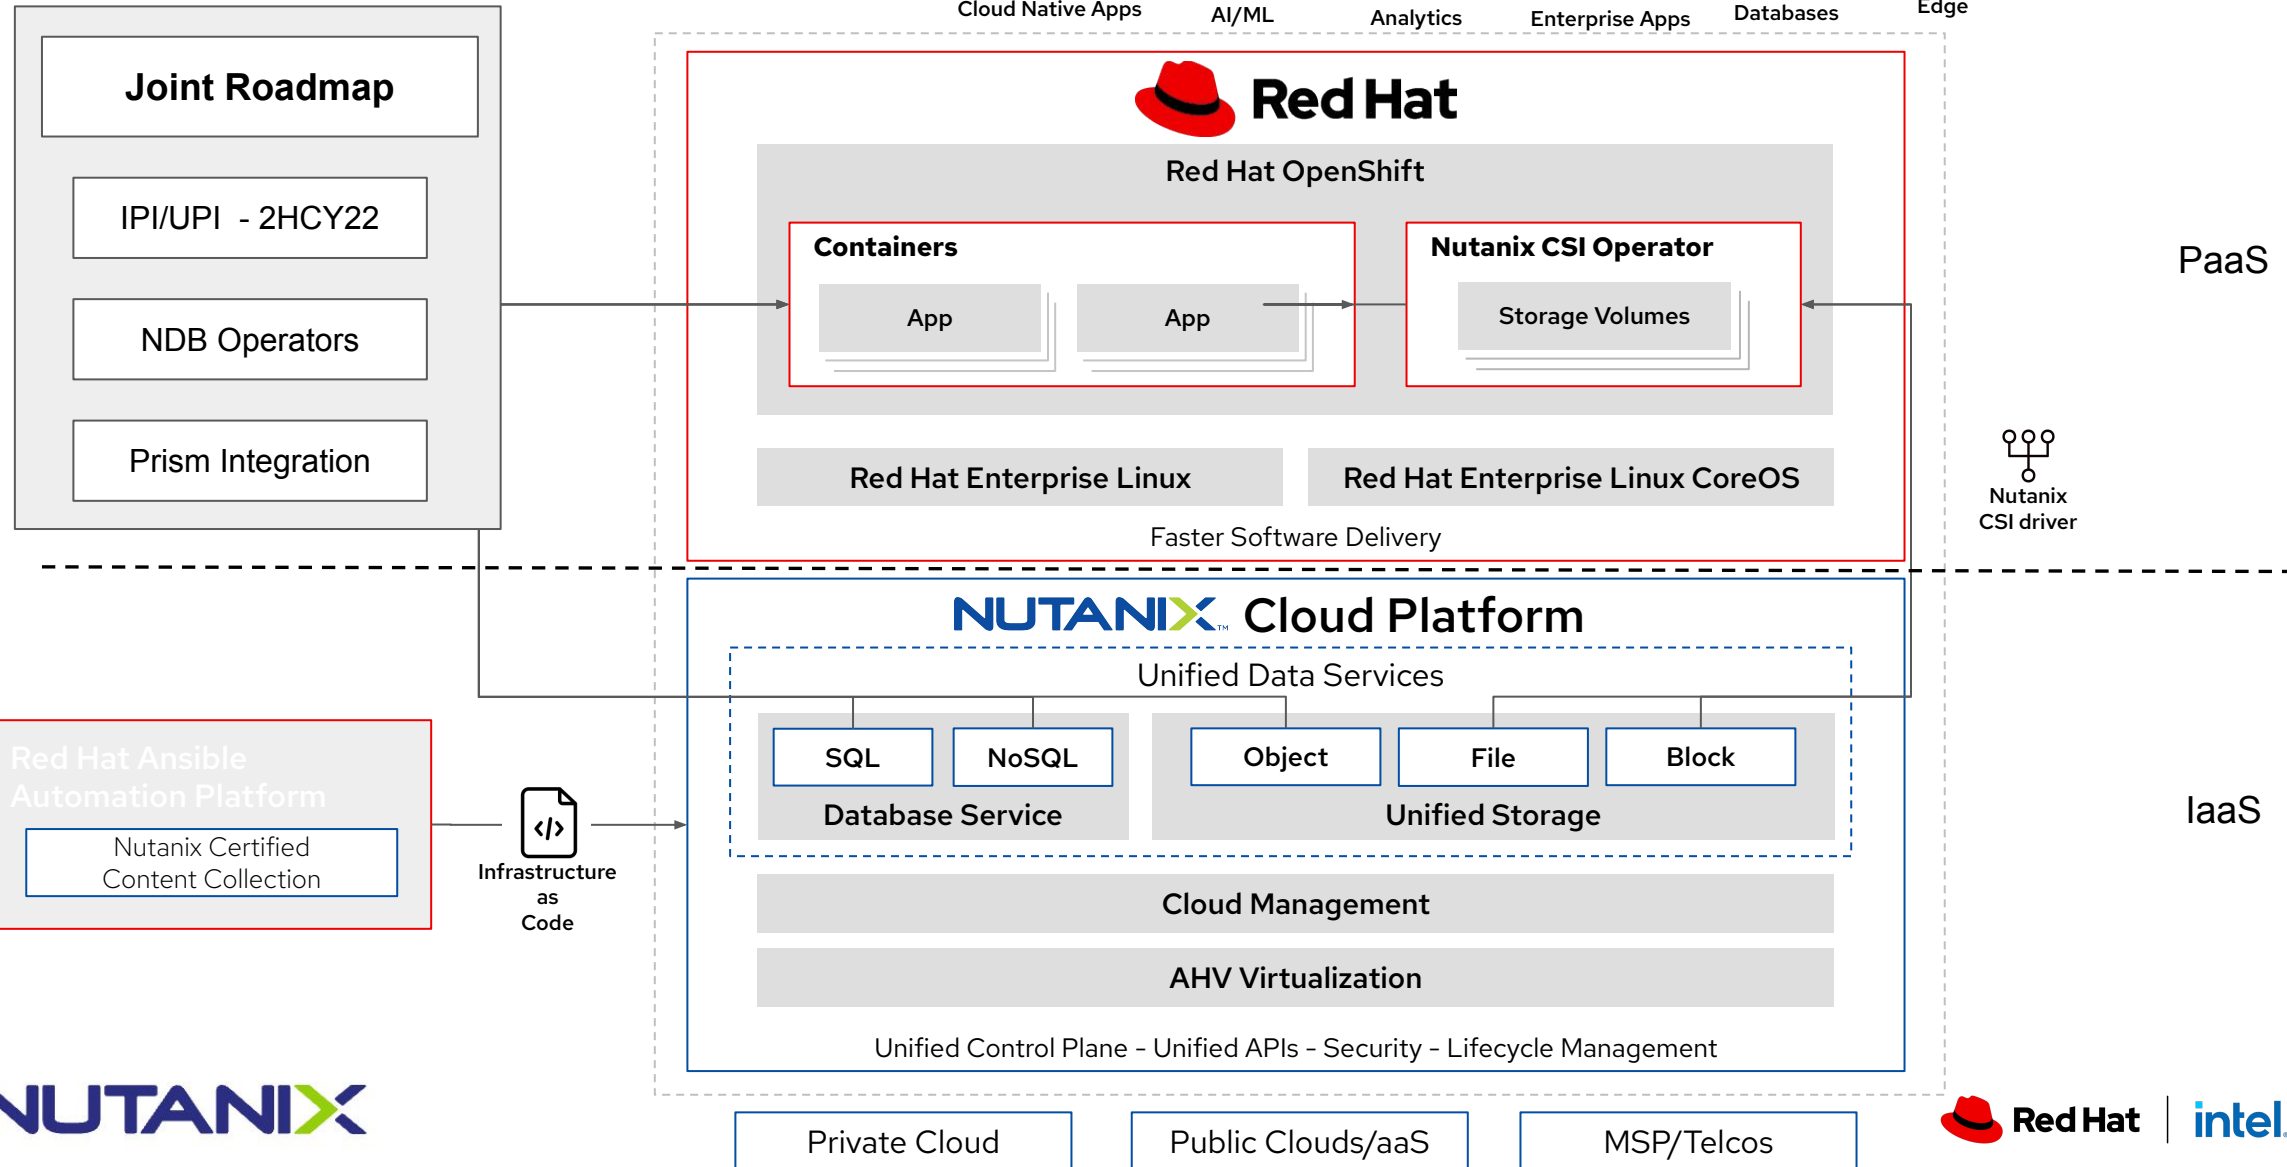 Cloud Native Apps
AI/ML
Analytics
Enterprise Apps
Databases
Edge
Joint Roadmap
IPI/UPI - 2HCY22
NDB Operators
Prism Integration
Red Hat
Red Hat OpenShift
Containers
App
App
Nutanix CSI Operator
Storage Volumes
Red Hat Enterprise Linux
Red Hat Enterprise Linux CoreOS
Faster Software Delivery
PaaS
Nutanix
CSI driver
NUTANIX™ Cloud Platform
Unified Data Services
SQL
NoSQL
Database Service
Object
File
Block
Unified Storage
Cloud Management
AHV Virtualization
Unified Control Plane - Unified APIs - Security - Lifecycle Management
IaaS
Red Hat Ansible
Automation Platform
Nutanix Certified
Content Collection
</>
Infrastructure
as
Code
NUTANIX
Private Cloud
Public Clouds/aaS
MSP/Telcos
Red Hat
intel.